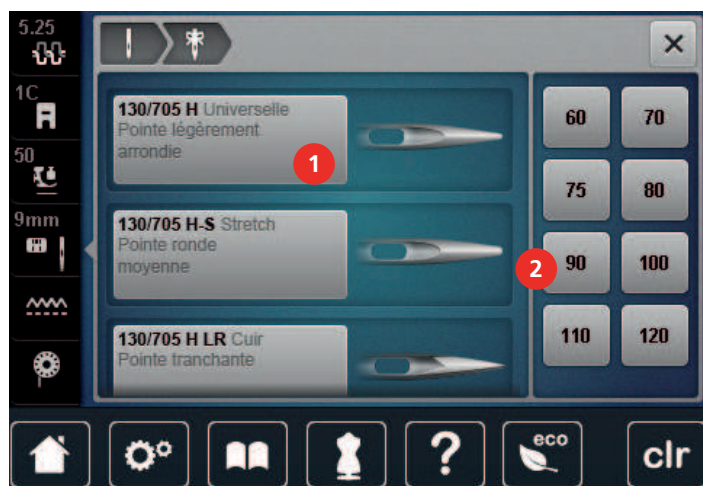 5.25
1C
50
9mm
130/705 H Universelle
Pointe légêrement
arrondie
1
130/705 H-S Stretch
Pointe ronde
moyenne
130/705 H LR Cuir
Pointe tranchante
60 70
75 80
2
90 100
110 120
?
eco
clr